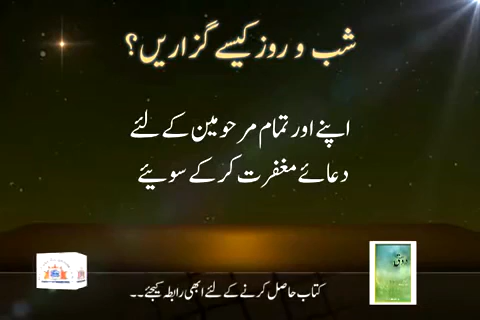 شب و روز کیسے گزاریں؟
اپنے اور تمام مرحومین کے لئے
دعائے مغفرت کر کے سوئیے
کتاب حاصل کرنے کے لئے ابھی رابطہ کیجئے۔۔